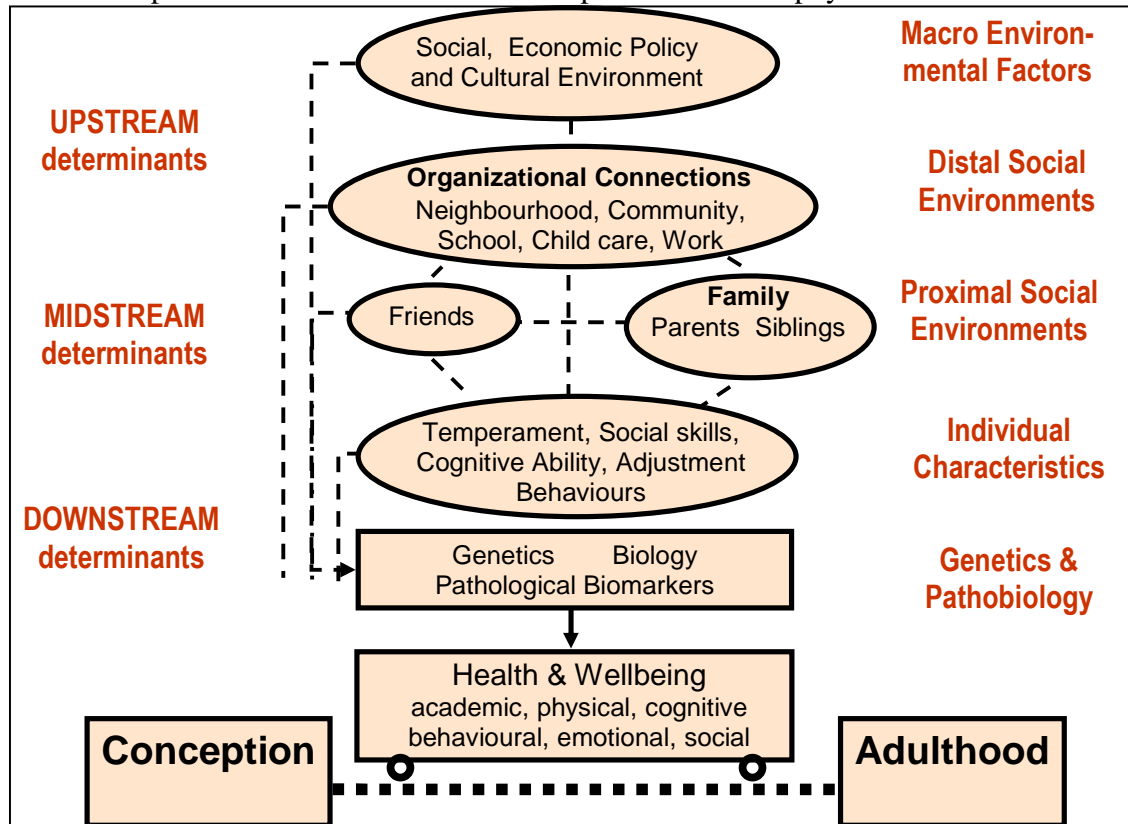 Social, Economic Policy
and Cultural Environment
Macro Environ-
mental Factors
UPSTREAM
determinants
Organizational Connections
Neighbourhood, Community,
School, Child care, Work
Distal Social
Environments
MIDSTREAM
determinants
Friends
Family
Parents Siblings
Proximal Social
Environments
Temperament, Social skills,
Cognitive Ability, Adjustment
Behaviours
Individual
Characteristics
DOWNSTREAM
determinants
Genetics Biology
Pathological Biomarkers
Genetics &
Pathobiology
Health & Wellbeing
academic, physical, cognitive
behavioural, emotional, social
Conception
Adulthood